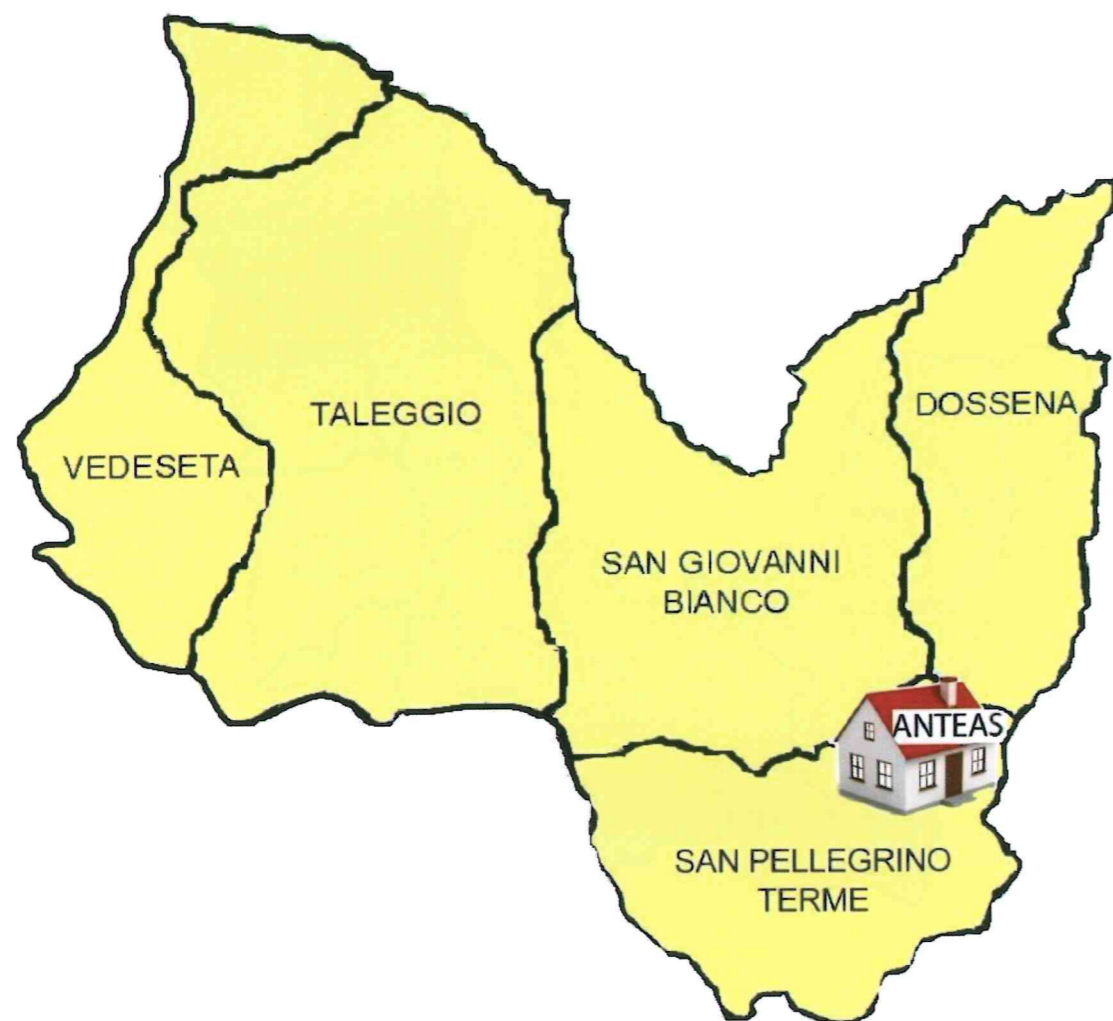 TALEGGIO
VEDESETA
DOSSENA
SAN GIOVANNI
BIANCO
ANTEAS
SAN PELLEGRINO
TERME